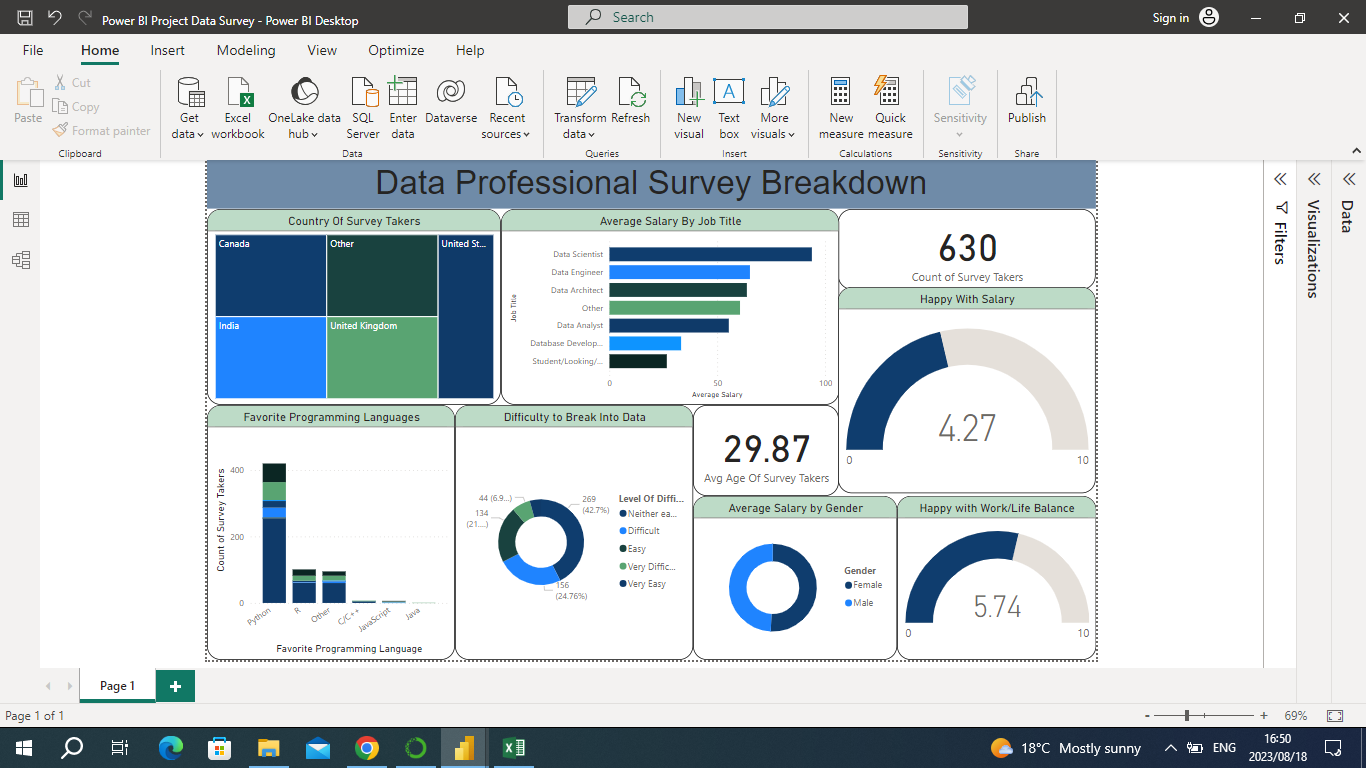 Power BI Project Data Survey - Power BI Desktop
Search
Sign in
File Home Insert Modeling View Optimize Help
Paste
Cut
Copy
Format painter
Clipboard
Get data
Excel workbook
OneLake data hub
SQL Server
Enter data
Dataverse
Recent sources
Data
Transform data
Refresh
Queries
New visual
Text box
More visuals
Insert
New measure
Quick measure
Calculations
Sensitivity
Sensitivity
Publish
Share
Data Professional Survey Breakdown
Country Of Survey Takers
Canada
Other
United St...
India
United Kingdom
Average Salary By Job Title
Job Title
Data Scientist
Data Engineer
Data Architect
Other
Data Analyst
Database Develop...
Student/Looking/...
0 50 100
Average Salary
630
Count of Survey Takers
Happy With Salary
4.27
0 10
Favorite Programming Languages
Count of Survey Takers
400
200
0
Python
R
Other
C/C++
JavaScript
Java
Favorite Programming Language
Difficulty to Break Into Data
44 (6.9...)
134
(21....)
269
(42.7%)
156
(24.76%)
Level Of Diffi...
Neither ea...
Difficult
Easy
Very Diffic...
Very Easy
29.87
Avg Age Of Survey Takers
Average Salary by Gender
Gender
Female
Male
Happy with Work/Life Balance
5.74
0 10
Filters
Visualizations
Data
Page 1
Page 1 of 1
- + 69%
18°C Mostly sunny
ENG
16:50
2023/08/18